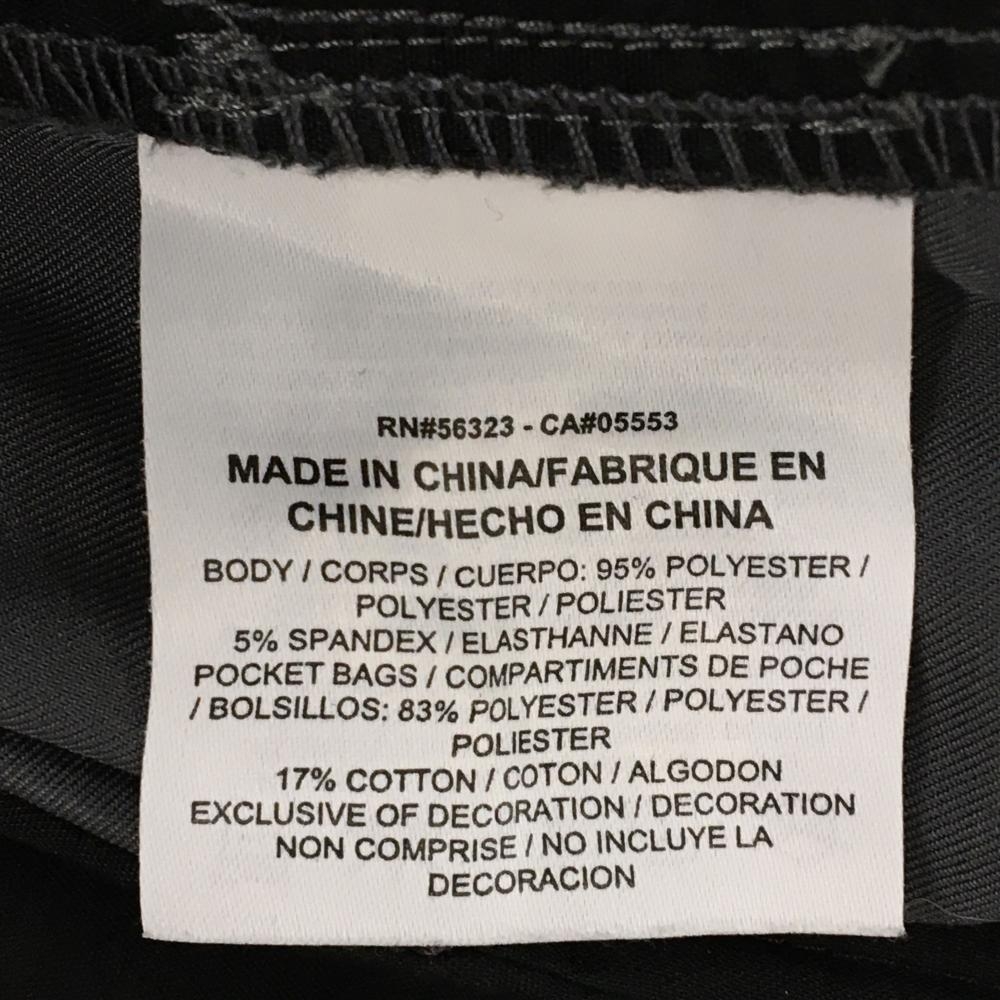 RN#56323 - CA#05553
MADE IN CHINA/FABRIQUE EN
CHINE/HECHO EN CHINA
BODY / CORPS / CUERPO: 95% POLYESTER /
POLYESTER / POLIESTER
5% SPANDEX / ELASTHANNE / ELASTANO
POCKET BAGS / COMPARTIMENTS DE POCHE
/ BOLSILLOS: 83% POLYESTER / POLYESTER /
POLIESTER
17% COTTON / COTON / ALGODON
EXCLUSIVE OF DECORATION / DECORATION
NON COMPRISE / NO INCLUYE LA
DECORACION